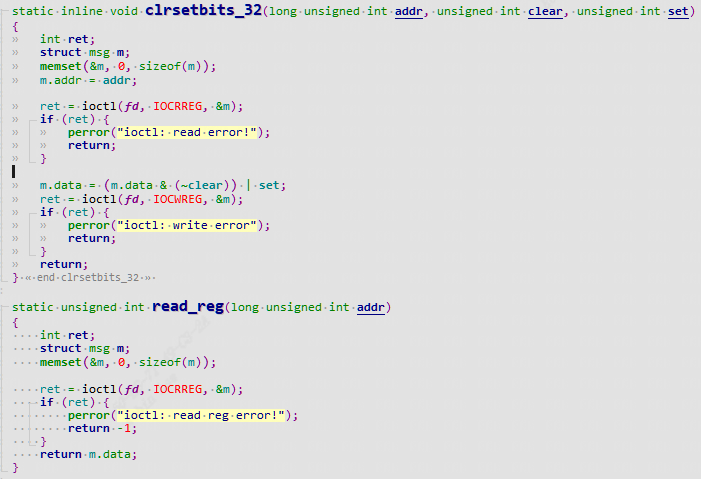 static inline void clrsetbits_32(long unsigned int addr, unsigned int clear, unsigned int set)
{
» int ret;
» struct msg m;
» memset(&m, 0, sizeof(m));
» m.addr = addr;
» ret = ioctl(fd, IOCRREG, &m);
» if (ret) {
» » perror("ioctl: read error!");
» » return;
» }
» m.data = (m.data & (~clear)) | set;
» ret = ioctl(fd, IOCWREG, &m);
» if (ret) {
» » perror("ioctl: write error");
» » return;
» }
» return;
} « end clrsetbits_32 »
static unsigned int read_reg(long unsigned int addr)
{
int ret;
struct msg m;
memset(&m, 0, sizeof(m));
ret = ioctl(fd, IOCRREG, &m);
if (ret) {
perror("ioctl: read reg error!");
return -1;
}
return m.data;
}